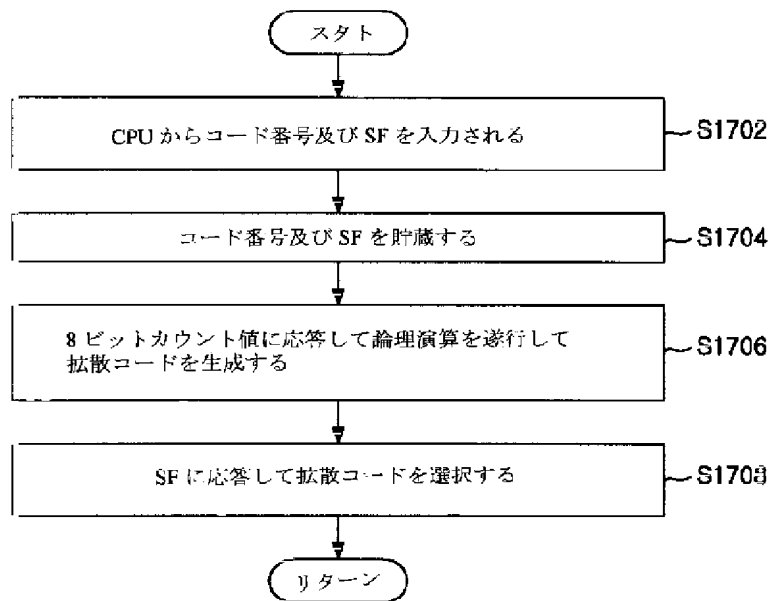 スタト
CPU からコード番号及び SF を入力される
S1702
コード番号及び SF を貯蔵する
S1704
8 ビットカウント値に応答して論理演算を遂行して
拡散コードを生成する
S1706
SF に応答して拡散コードを選択する
S1708
リターン